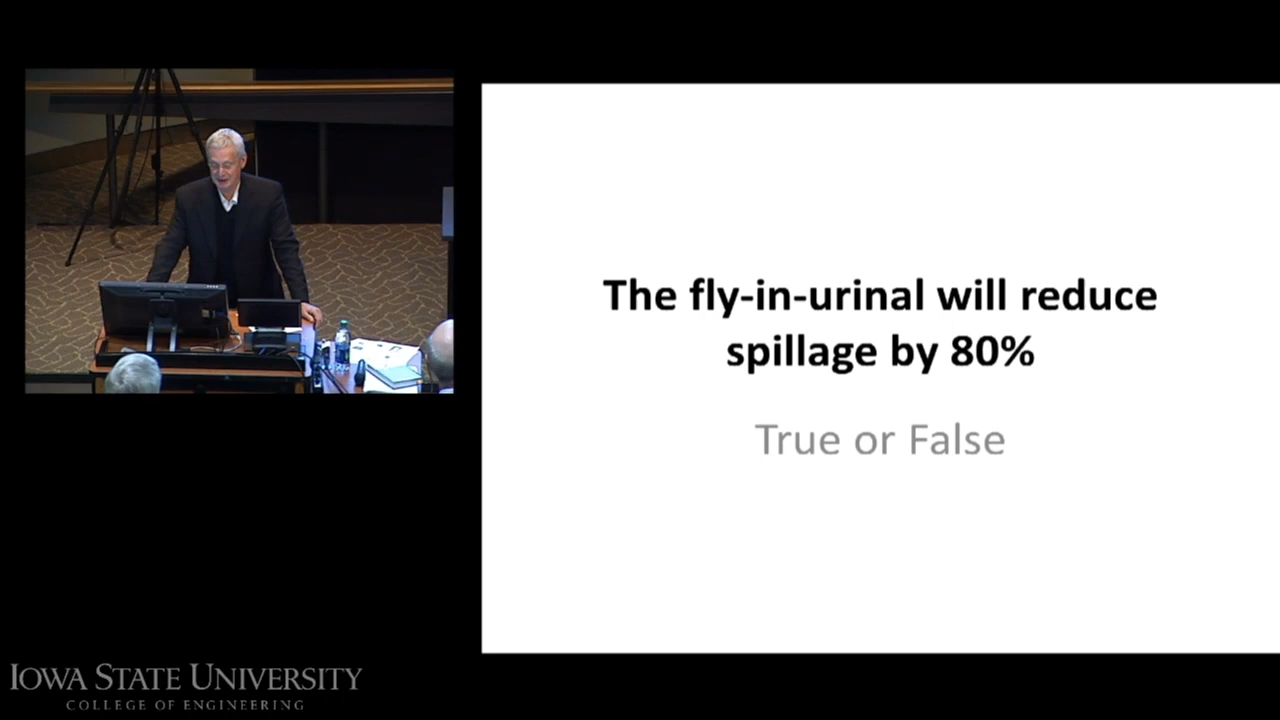 The fly-in-urinal will reduce
spillage by 80%
True or False
IOWA STATE UNIVERSITY
COLLEGE OF ENGINEERING